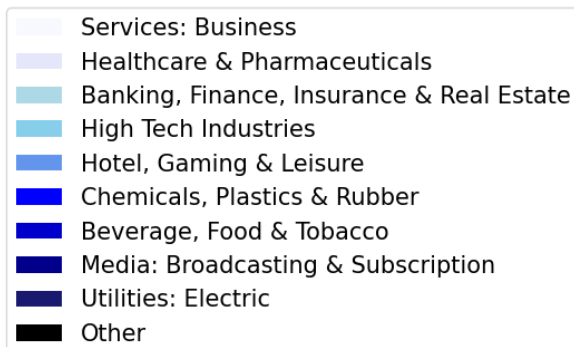 Services: Business
Healthcare & Pharmaceuticals
Banking, Finance, Insurance & Real Estate
High Tech Industries
Hotel, Gaming & Leisure
Chemicals, Plastics & Rubber
Beverage, Food & Tobacco
Media: Broadcasting & Subscription
Utilities: Electric
Other